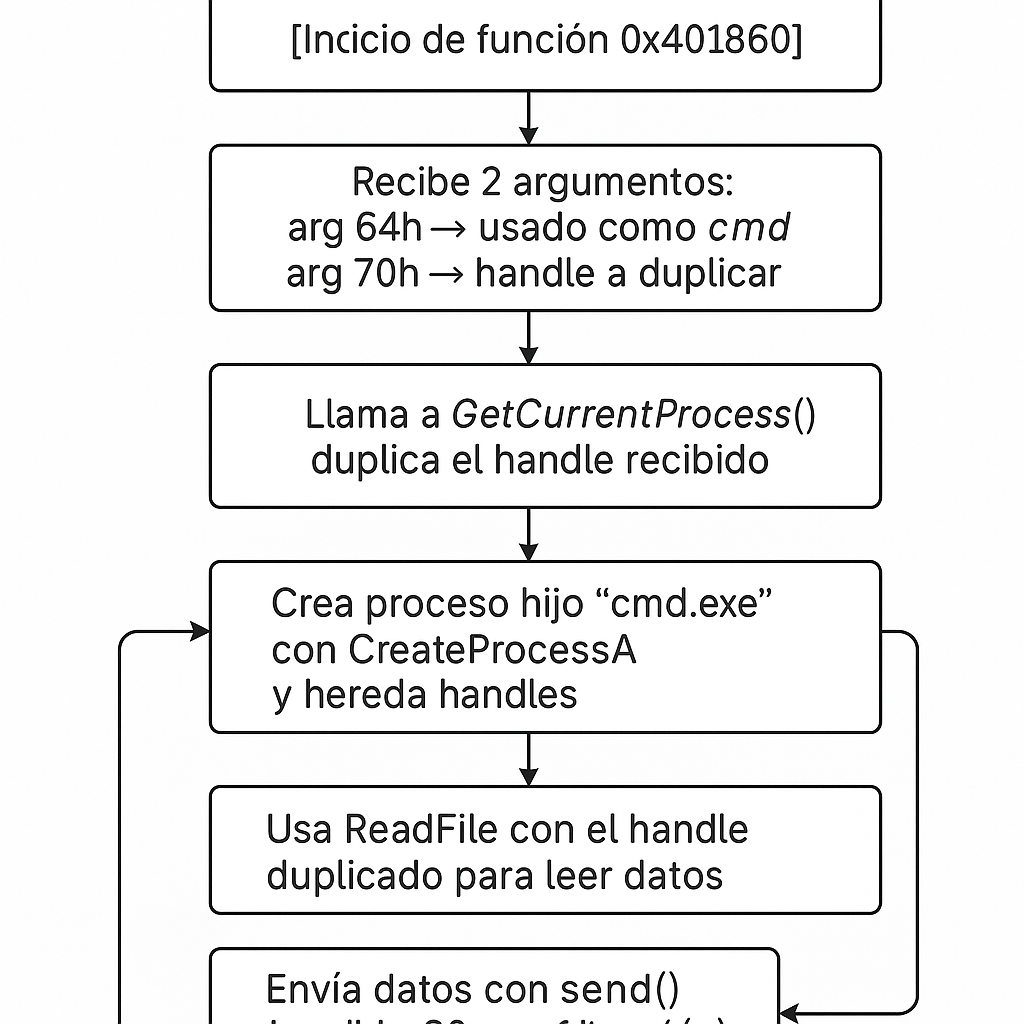 [Incicio de función 0x401860]
Recibe 2 argumentos:
arg 64h → usado como cmd
arg 70h → handle a duplicar
Llama a GetCurrentProcess()
duplica el handle recibido
Crea proceso hijo “cmd.exe”
con CreateProcessA
y hereda handles
Usa ReadFile con el handle
duplicado para leer datos
Envía datos con send()